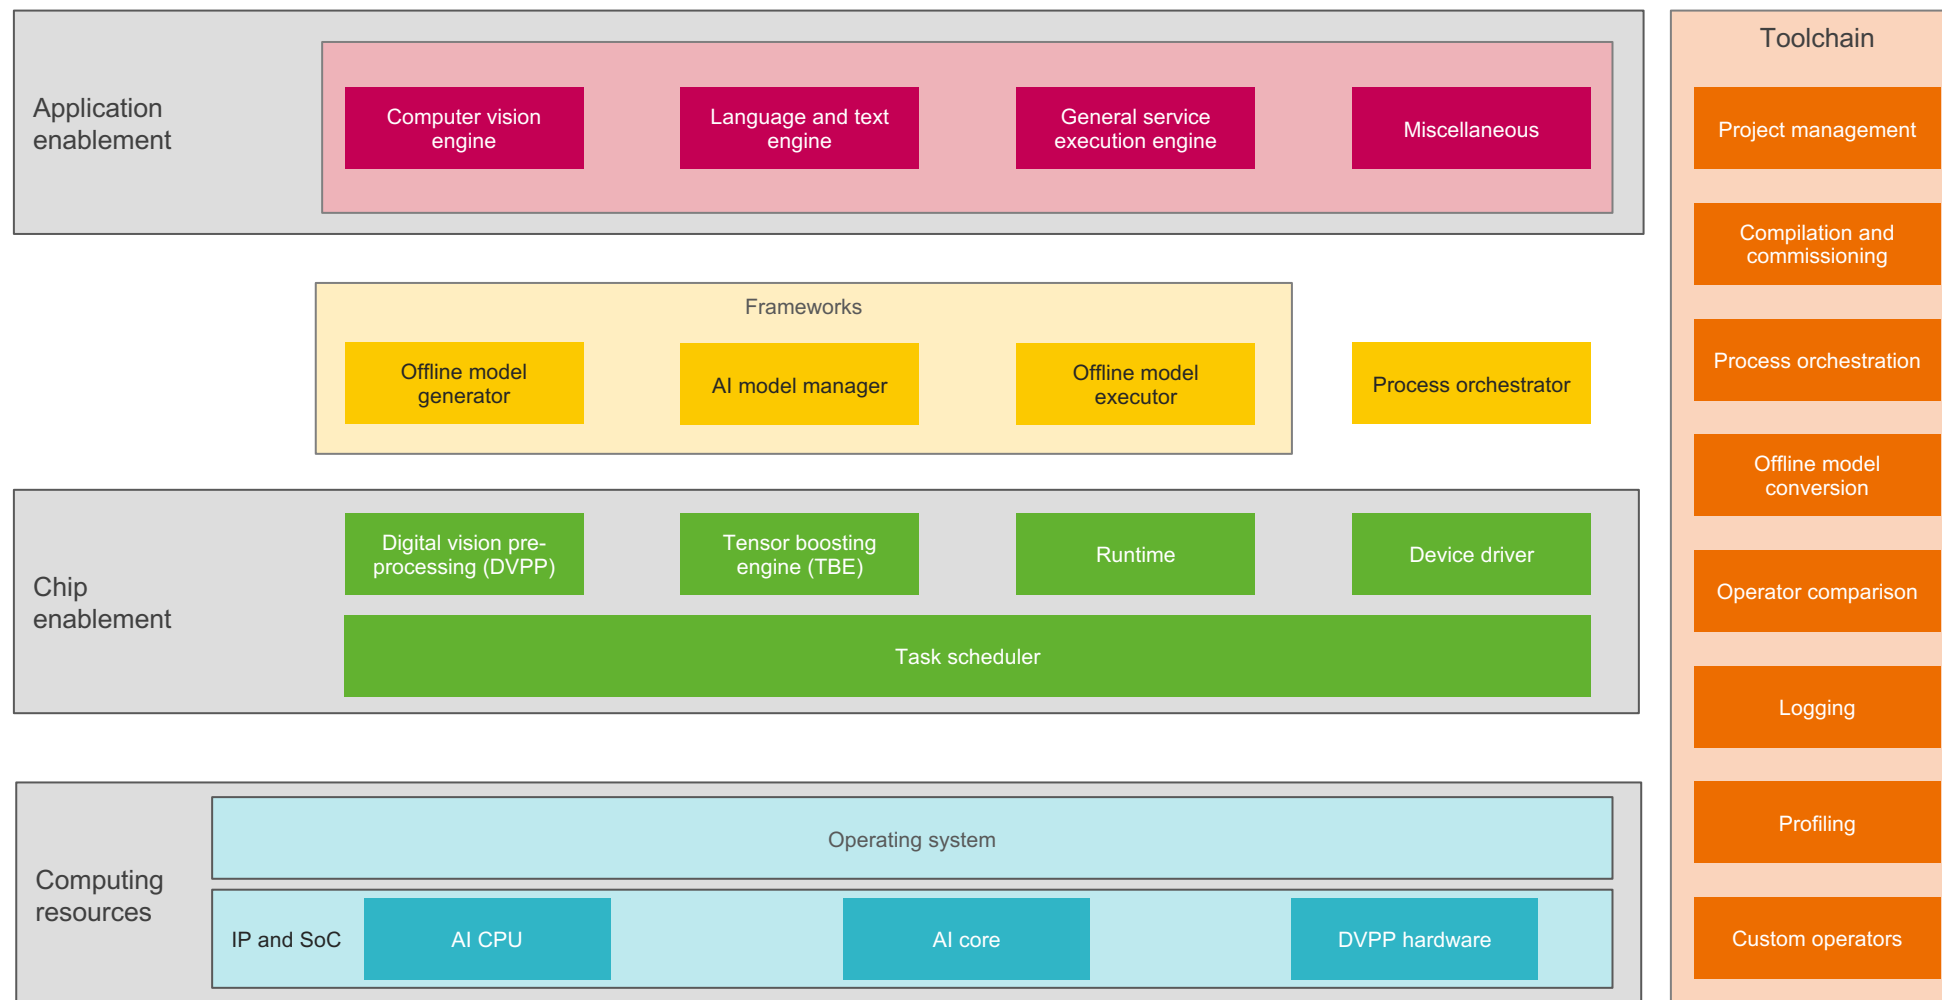 Application
enablement
Computer vision
engine
Language and text
engine
General service
execution engine
Miscellaneous
Frameworks
Offline model
generator
AI model manager
Offline model
executor
Process orchestrator
Chip
enablement
Digital vision pre-
processing (DVPP)
Tensor boosting
engine (TBE)
Runtime
Device driver
Task scheduler
Computing
resources
Operating system
IP and SoC
AI CPU
AI core
DVPP hardware
Toolchain
Project management
Compilation and
commissioning
Process orchestration
Offline model
conversion
Operator comparison
Logging
Profiling
Custom operators